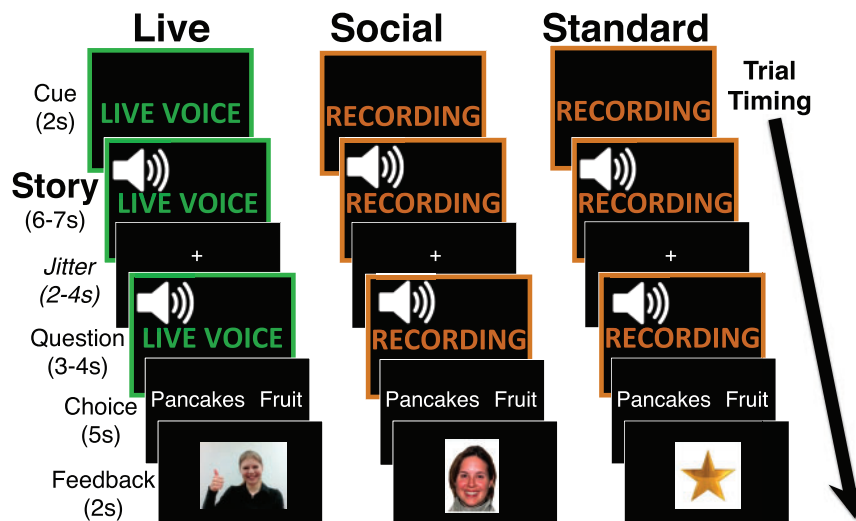 Live Social Standard
Cue
(2s)
LIVE VOICE RECORDING RECORDING
Trial
Timing
Story
(6-7s)
LIVE VOICE RECORDING RECORDING
Jitter
(2-4s)
+ + +
Question
(3-4s)
LIVE VOICE RECORDING RECORDING
Choice
(5s)
Pancakes Fruit Pancakes Fruit Pancakes Fruit
Feedback
(2s)